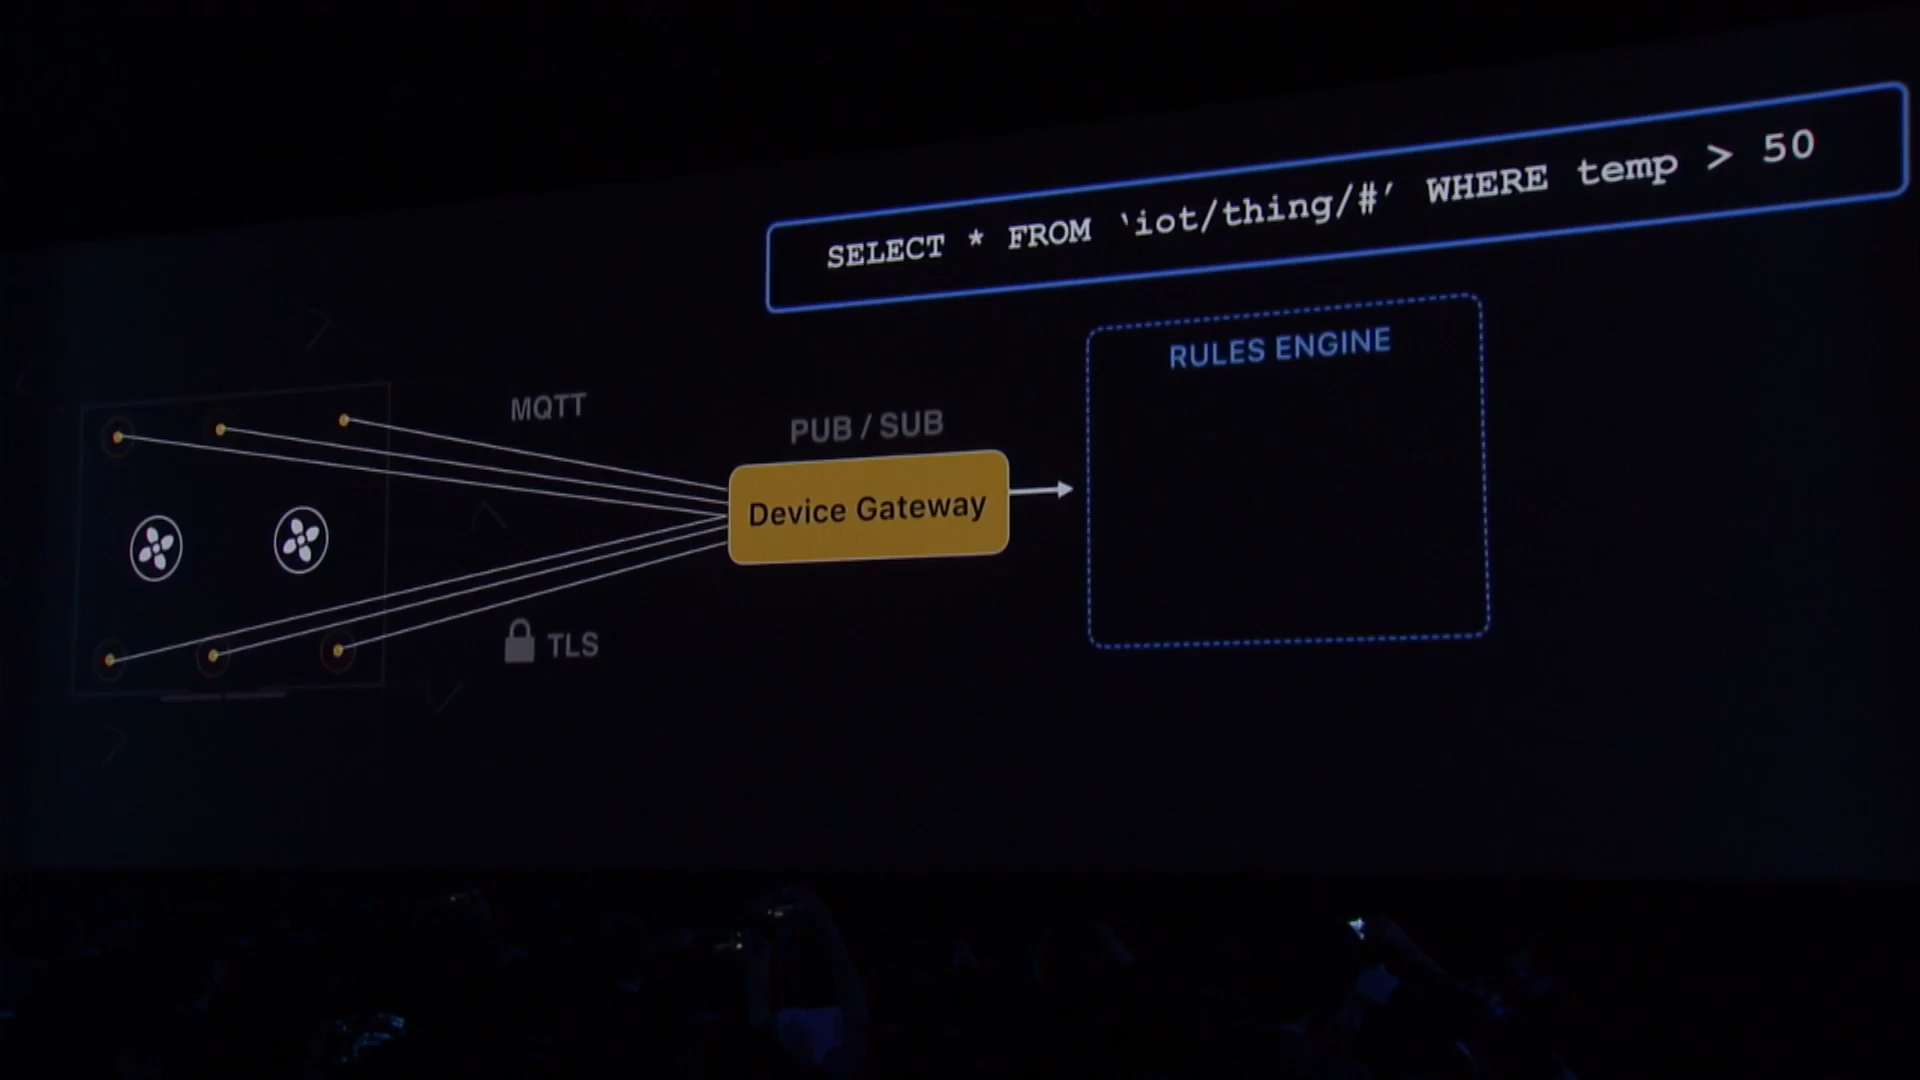 SELECT * FROM ‘iot/thing/#’ WHERE temp > 50
RULES ENGINE
MQTT
PUB / SUB
Device Gateway
TLS